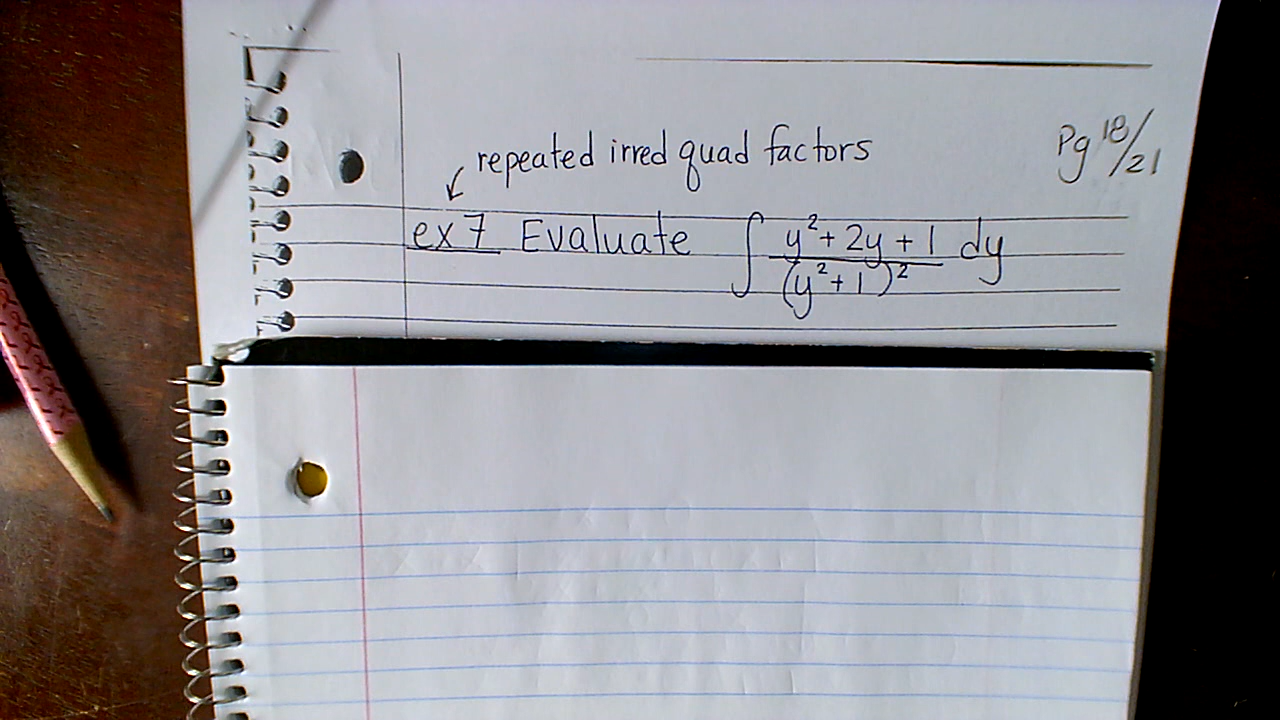 Pg 18/21
repeated irred quad factors
ex 7 Evaluate ∫ y²+2y+1 dy
(y²+1)²